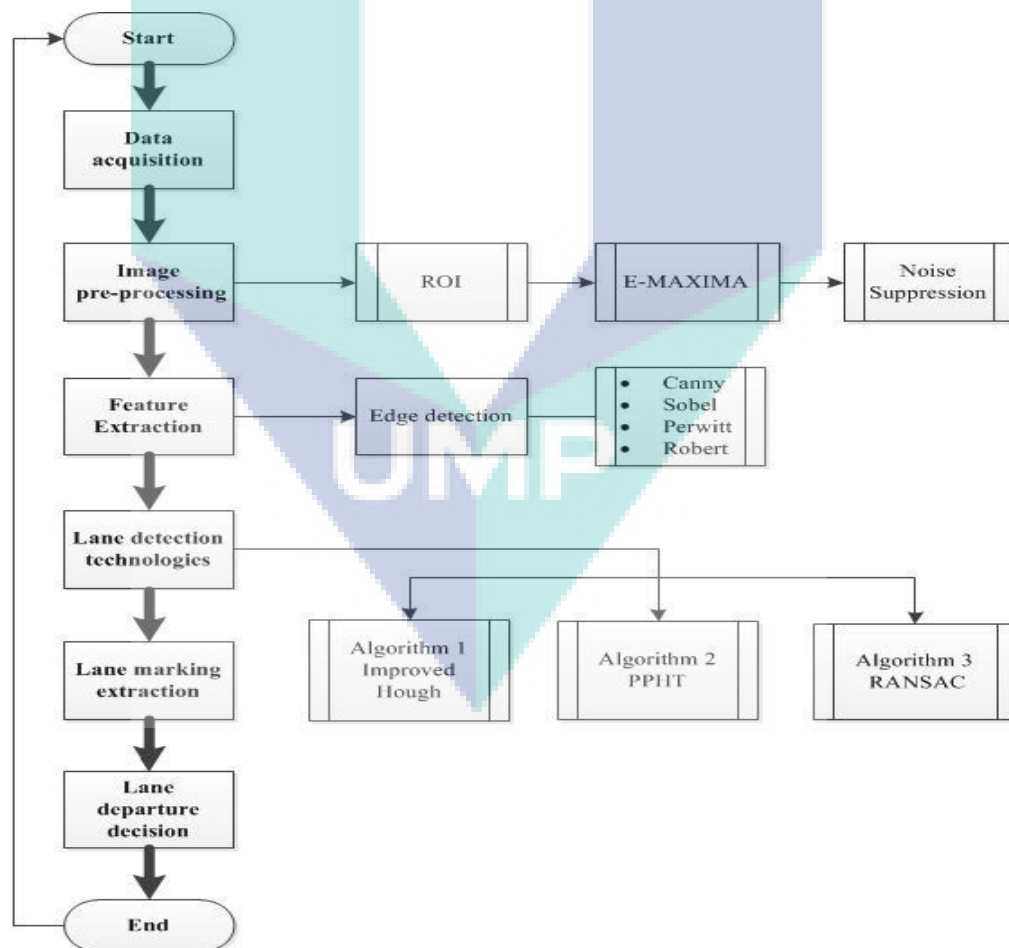 Start
Data
acquisition
Image
pre-processing
ROI
E-MAXIMA
Noise
Suppression
Feature
Extraction
Edge detection
• Canny
• Sobel
• Perwitt
• Robert
UMP
Lane detection
technologies
Algorithm 1
Improved
Hough
Algorithm 2
PPHT
Algorithm 3
RANSAC
Lane marking
extraction
Lane
departure
decision
End